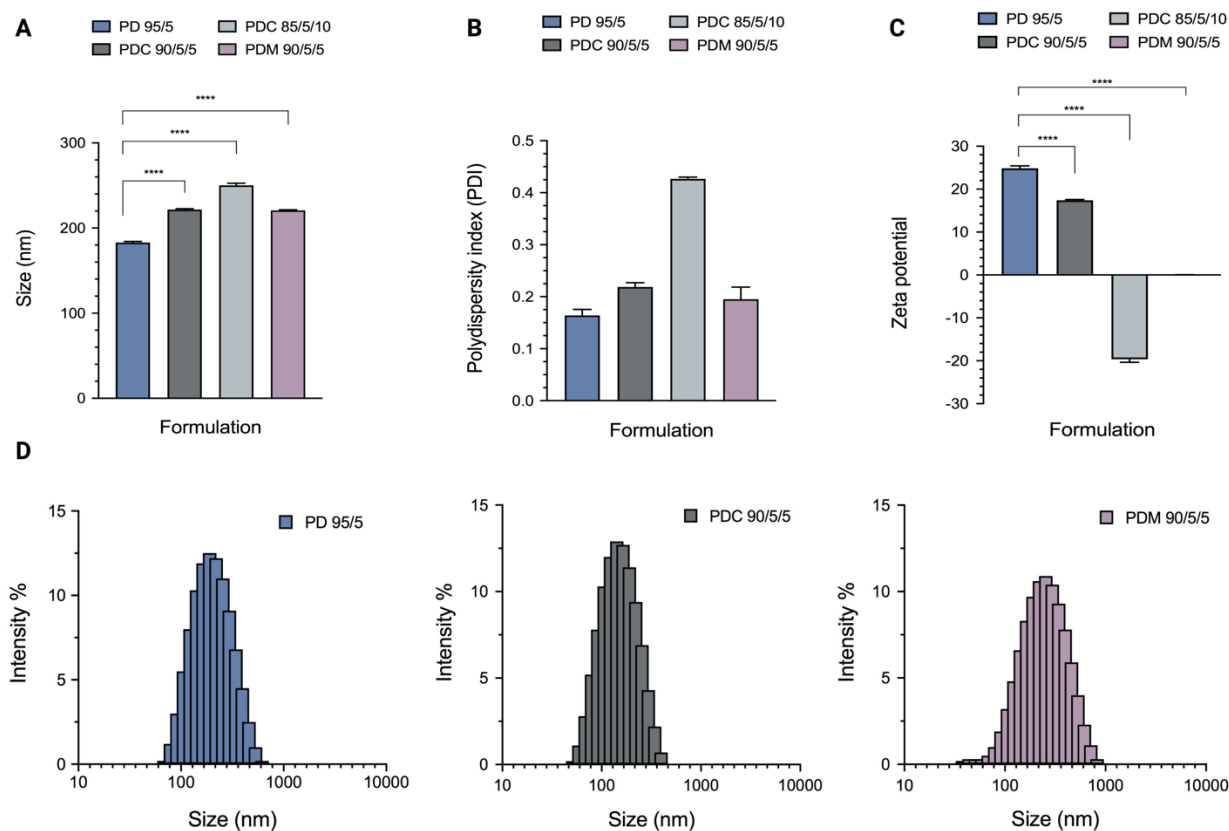 A
PD 95/5 PDC 85/5/10
PDC 90/5/5 PDM 90/5/5
****
****
****
300
200
100
0
Size (nm)
Formulation
B
PD 95/5 PDC 85/5/10
PDC 90/5/5 PDM 90/5/5
0.5
0.4
0.3
0.2
0.1
0.0
Polydispersity index (PDI)
Formulation
C
PD 95/5 PDC 85/5/10
PDC 90/5/5 PDM 90/5/5
****
****
****
30
20
10
0
-10
-20
-30
Zeta potential
Formulation
D
15
10
5
0
Intensity %
PD 95/5
10 100 1000 10000
Size (nm)
15
10
5
0
Intensity %
PDC 90/5/5
10 100 1000 10000
Size (nm)
15
10
5
0
Intensity %
PDM 90/5/5
10 100 1000 10000
Size (nm)